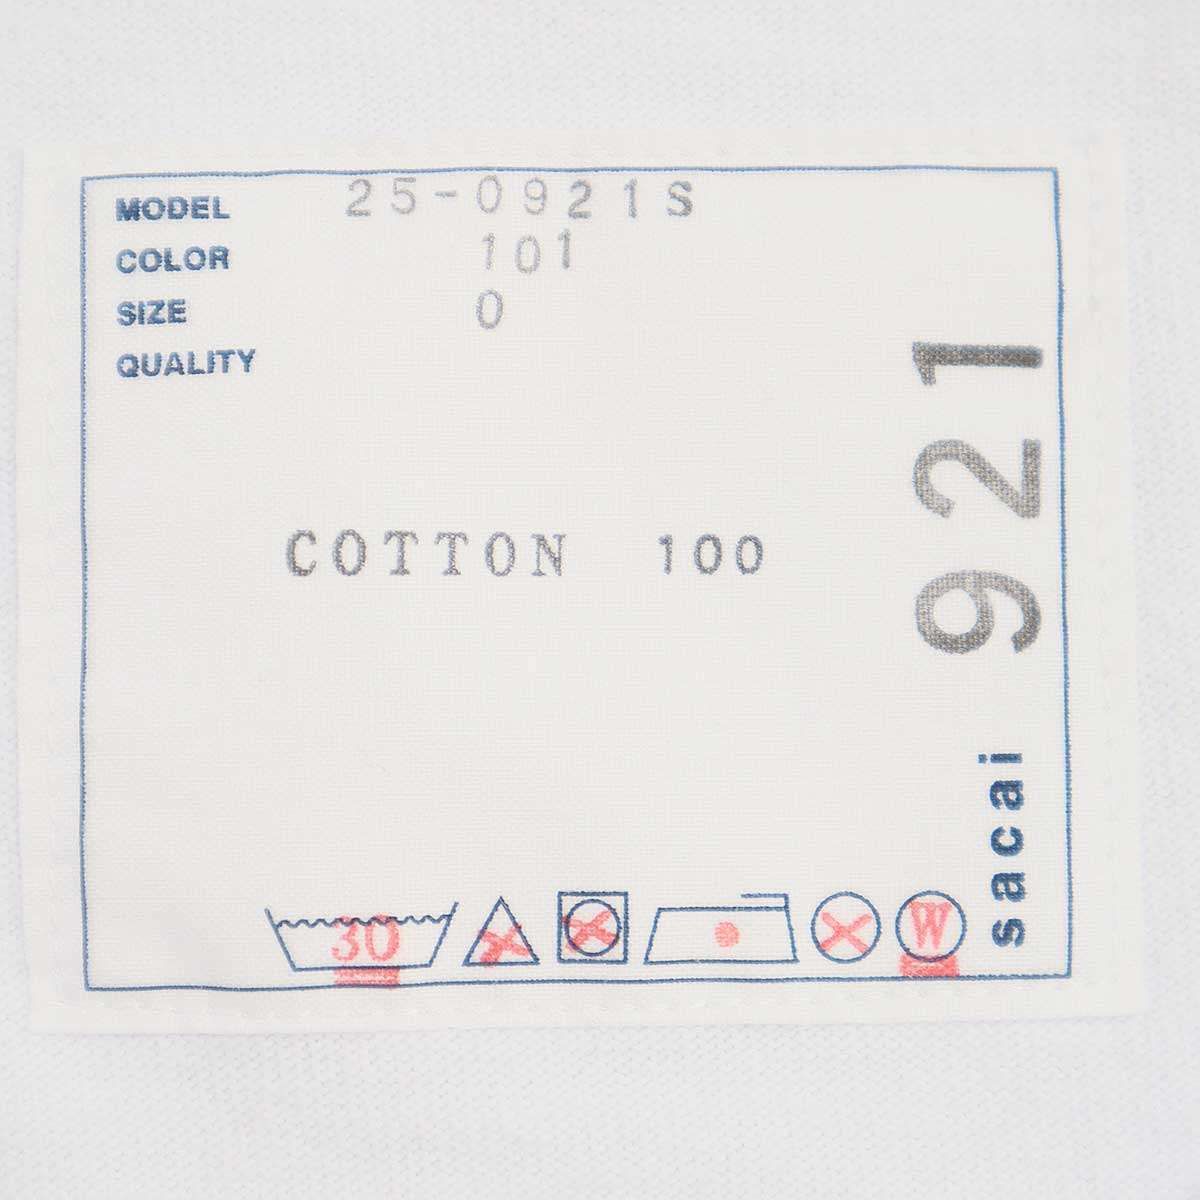 MODEL 25-0921S
COLOR 101
SIZE 0
QUALITY
COTTON 100
sacai 921
30
W